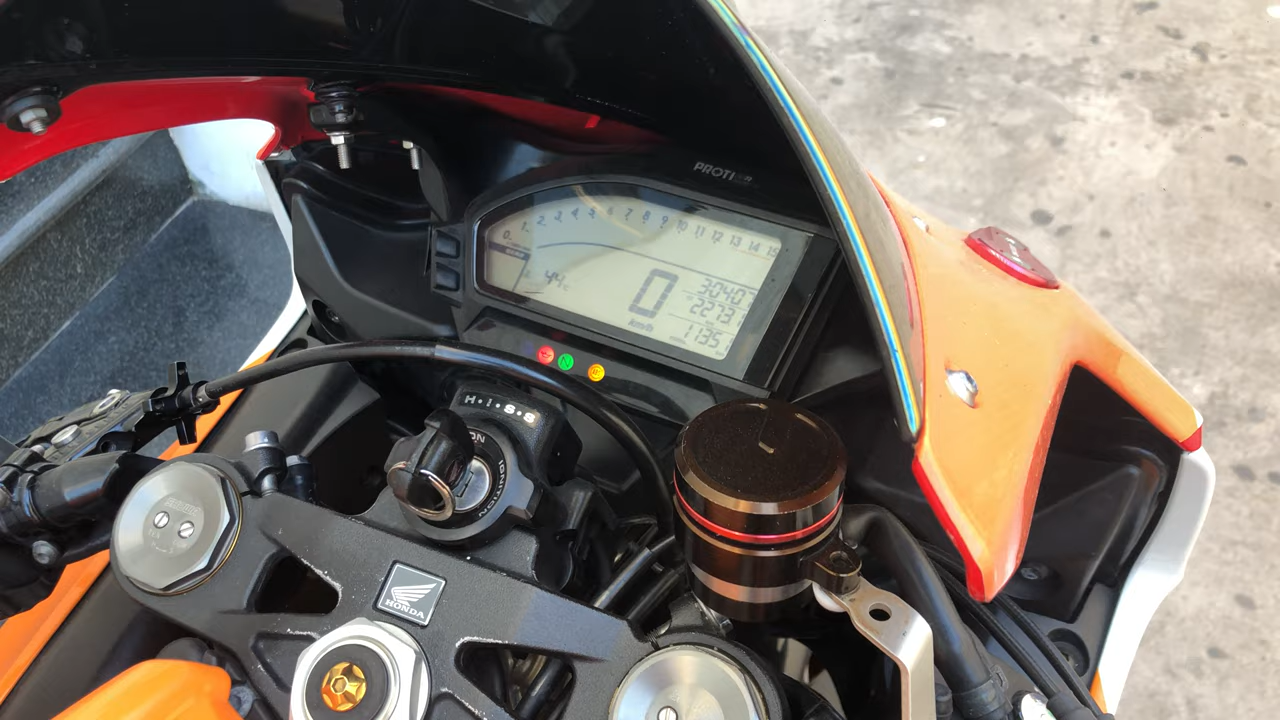 PROTI
0. 1. 2. 3. 4. 5. 6 7. 8. 9. 10 11 12 13 14 15
44 °C
0
km/h
30407
2273.
1135
N
H·I·S·S
ON
IGNITION
HONDA